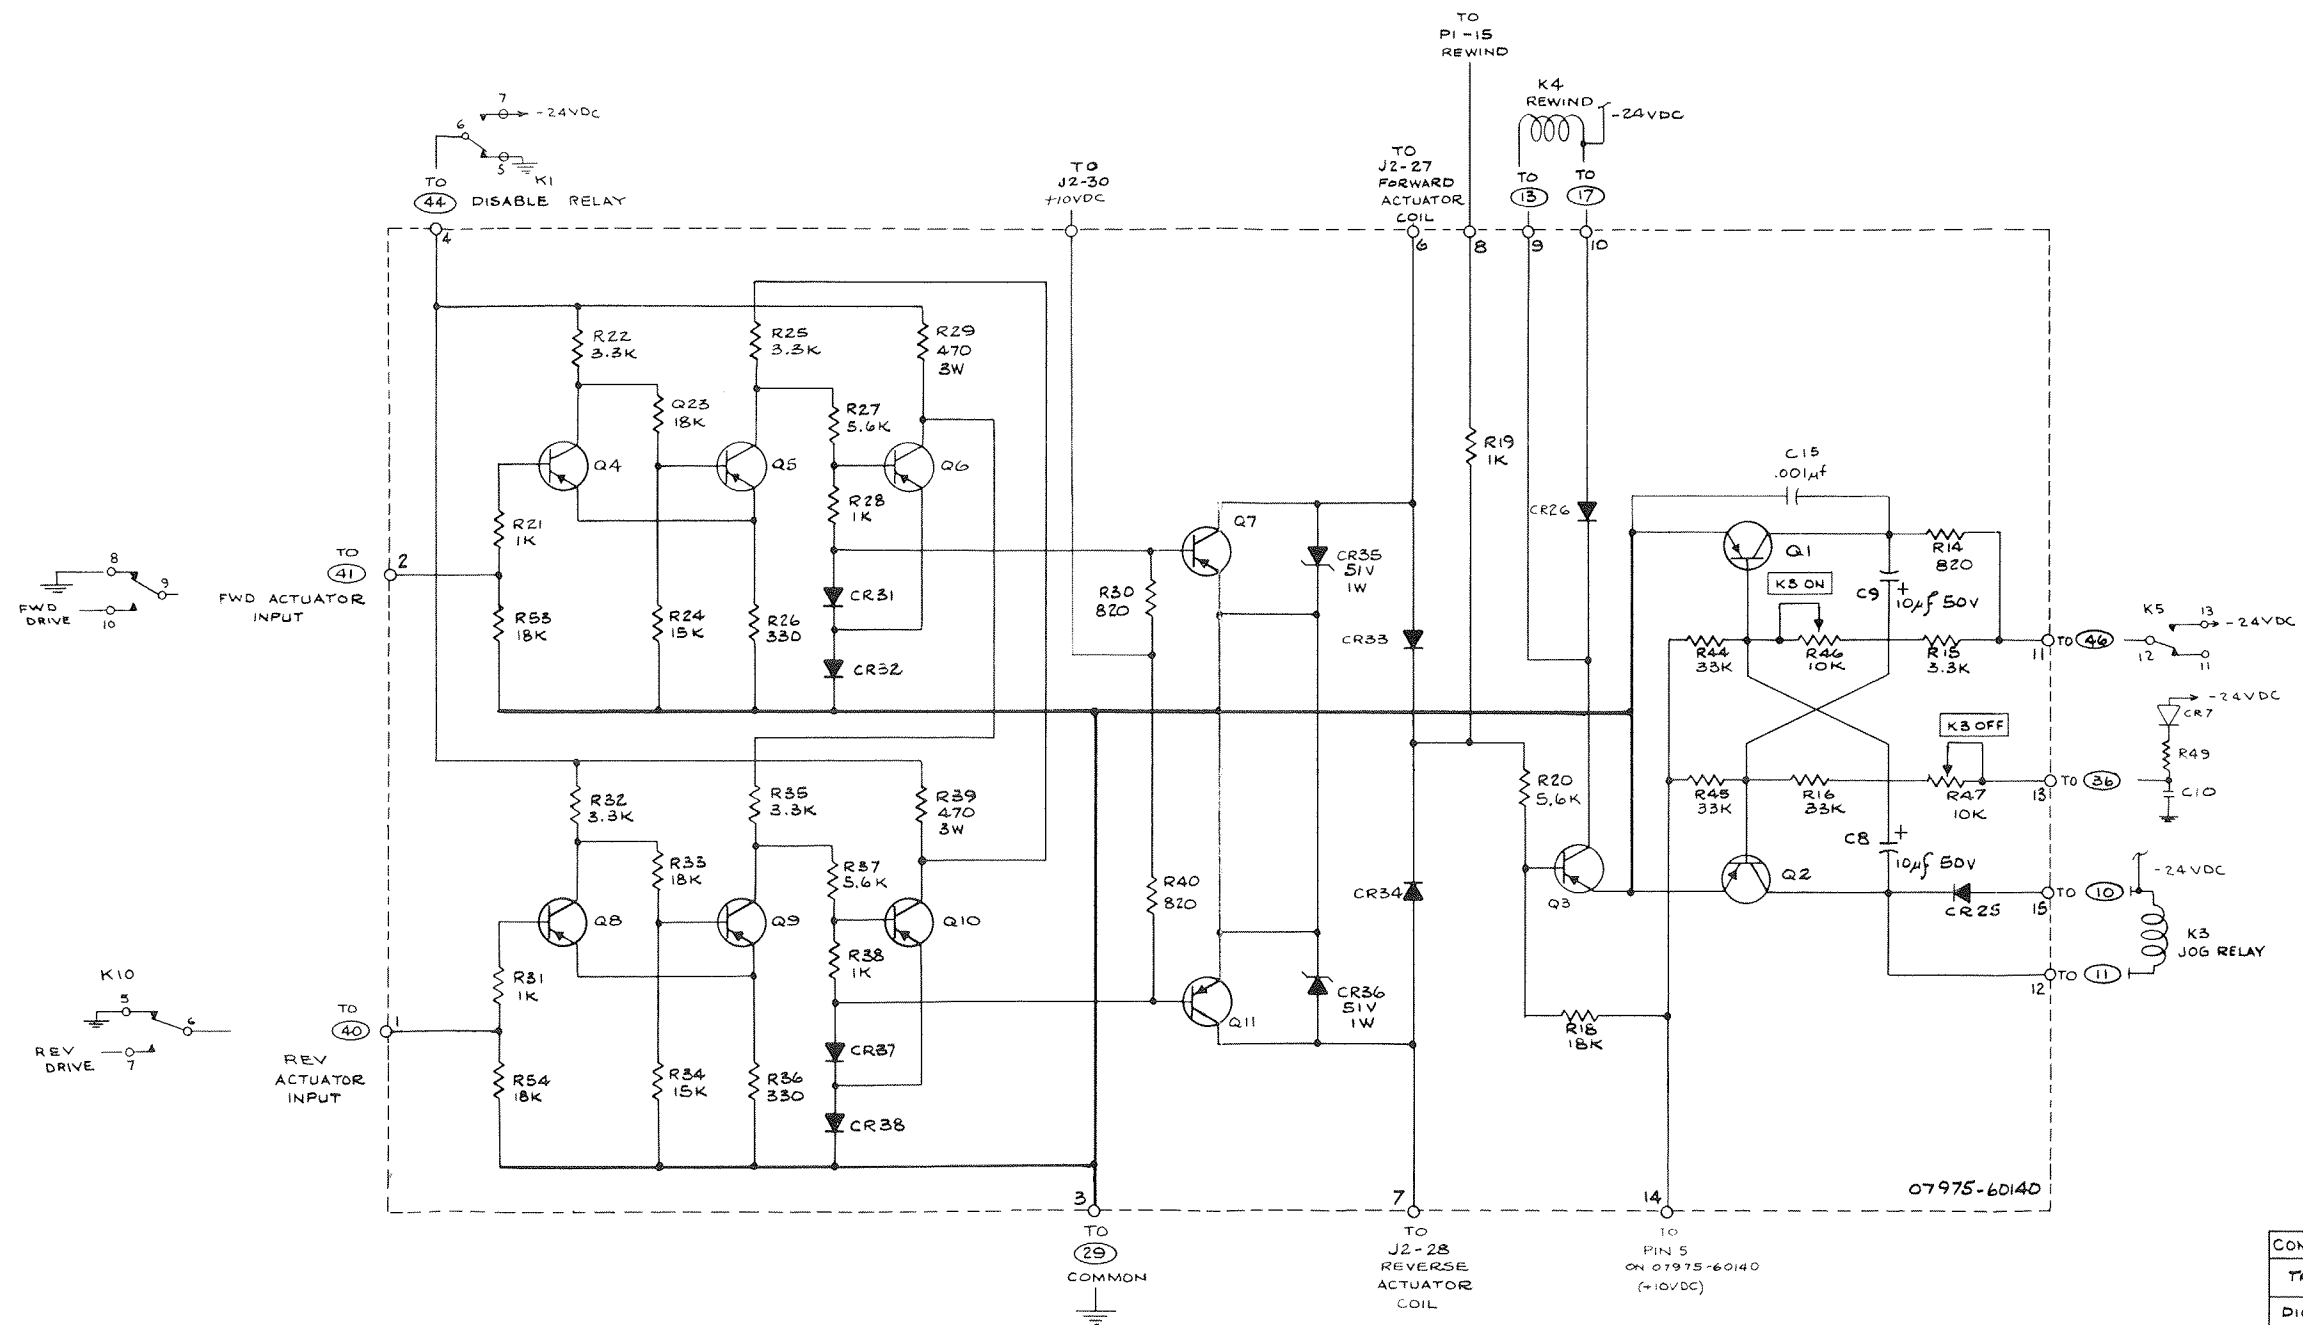 TO
P1-15
REWIND
K4
REWIND
-24VDC
7
-24VDC
6
5
K1
TO
44
DISABLE RELAY
4
TO
J2-30
+10VDC
TO
J2-27
FORWARD
ACTUATOR
COIL
6
8
TO
13
9
TO
17
10
R22
3.3K
R25
3.3K
R29
470
3W
Q23
18K
R27
5.6K
Q4
Q5
Q6
R28
1K
R21
1K
R19
1K
CR26
C15
.001µf
Q1
R14
820
K3 ON
C9
+
10µf 50V
Q7
CR35
51V
1W
R30
820
CR33
8
9
FWD
DRIVE
10
TO
41
2
FWD ACTUATOR
INPUT
R53
18K
R24
15K
R26
330
CR31
CR32
R44
33K
R46
10K
R15
3.3K
11
TO 46
K5
13
-24VDC
12
11
-24VDC
CR7
R49
C10
K3 OFF
R45
33K
R16
33K
R47
10K
13
TO 36
R32
3.3K
R35
3.3K
R39
470
3W
R33
18K
R37
5.6K
Q8
Q9
Q10
R38
1K
R31
1K
R40
820
CR34
R20
5.6K
Q3
Q2
C8
+
10µf 50V
CR25
15
TO 10
-24VDC
K3
JOG RELAY
12
TO 11
K10
5
6
REV
DRIVE
7
TO
40
1
REV
ACTUATOR
INPUT
R54
18K
R34
15K
R36
330
CR37
CR38
Q11
CR36
51V
1W
R18
18K
07975-60140
3
TO
29
COMMON
7
TO
J2-28
REVERSE
ACTUATOR
COIL
14
TO
PIN 5
ON 07975-60140
(+10VDC)